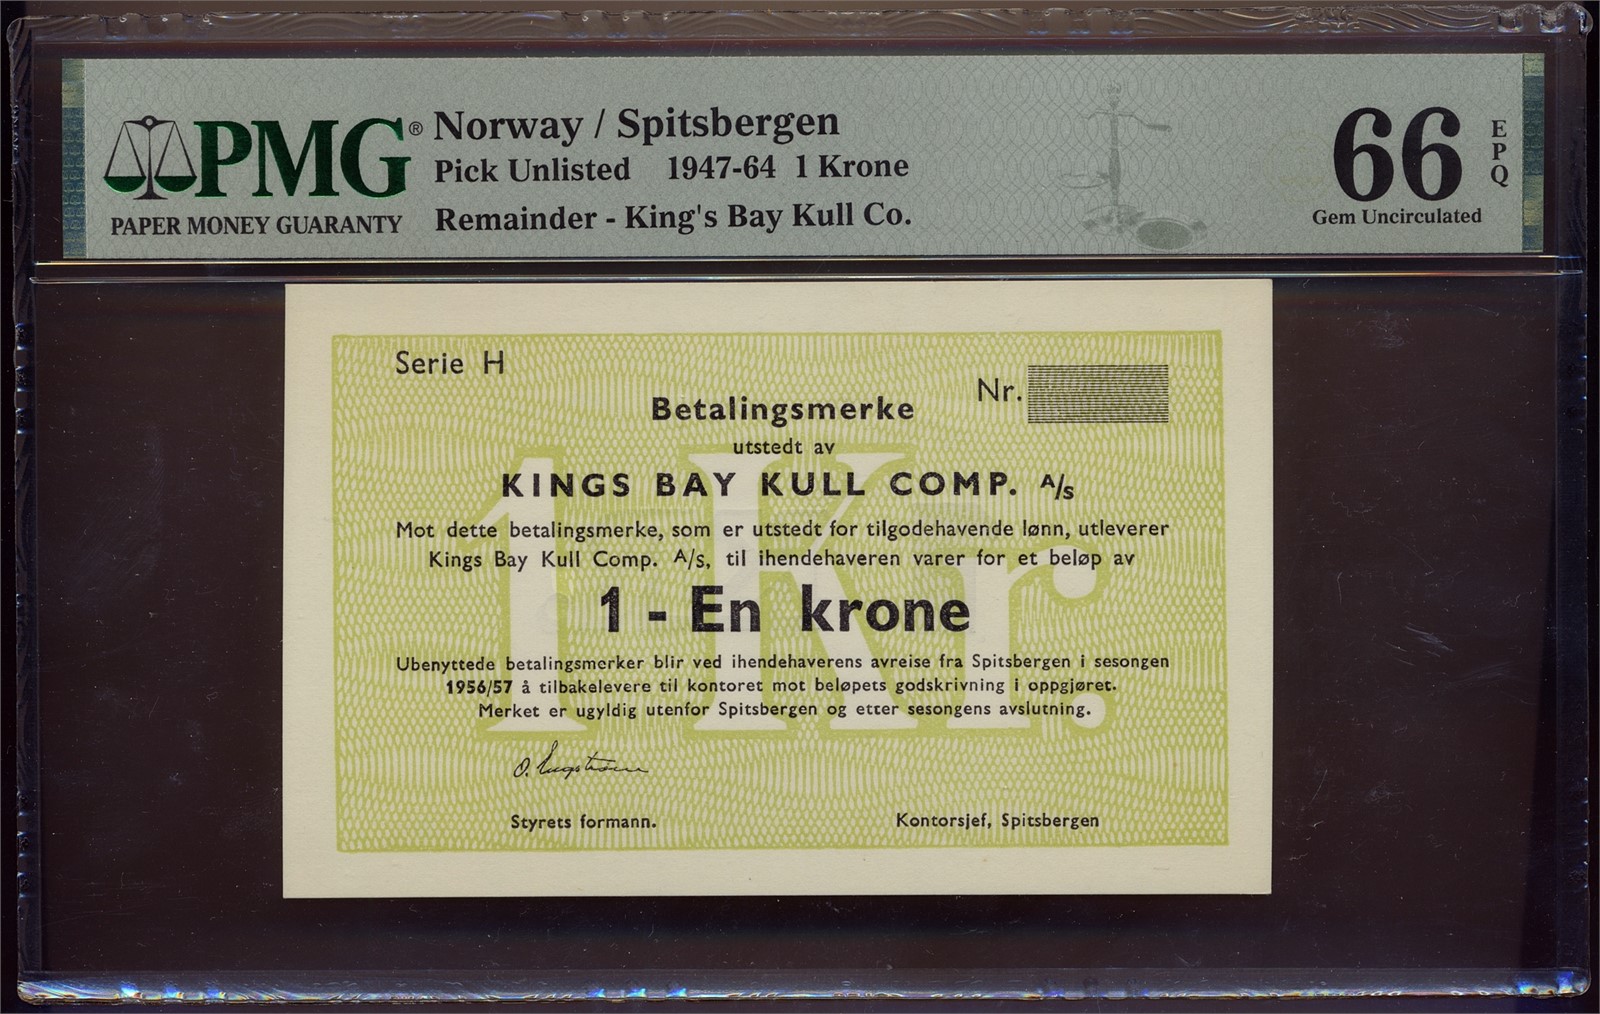 PMG®
PAPER MONEY GUARANTY
Norway / Spitsbergen
Pick Unlisted 1947-64 1 Krone
Remainder - King's Bay Kull Co.
66 EPQ
Gem Uncirculated
Serie H
Nr.
Betalingsmerke
utstedt av
KINGS BAY KULL COMP. A/s
Mot dette betalingsmerke, som er utstedt for tilgodehavende lønn, utleverer
Kings Bay Kull Comp. A/s, til ihendehaveren varer for et beløp av
1 Kr.
1 - En krone
Ubenyttede betalingsmerker blir ved ihendehaverens avreise fra Spitsbergen i sesongen
1956/57 å tilbakelevere til kontoret mot beløpets godskrivning i oppgjøret.
Merket er ugyldig utenfor Spitsbergen og etter sesongens avslutning.
O. Engstrøm
Styrets formann.
Kontorsjef, Spitsbergen